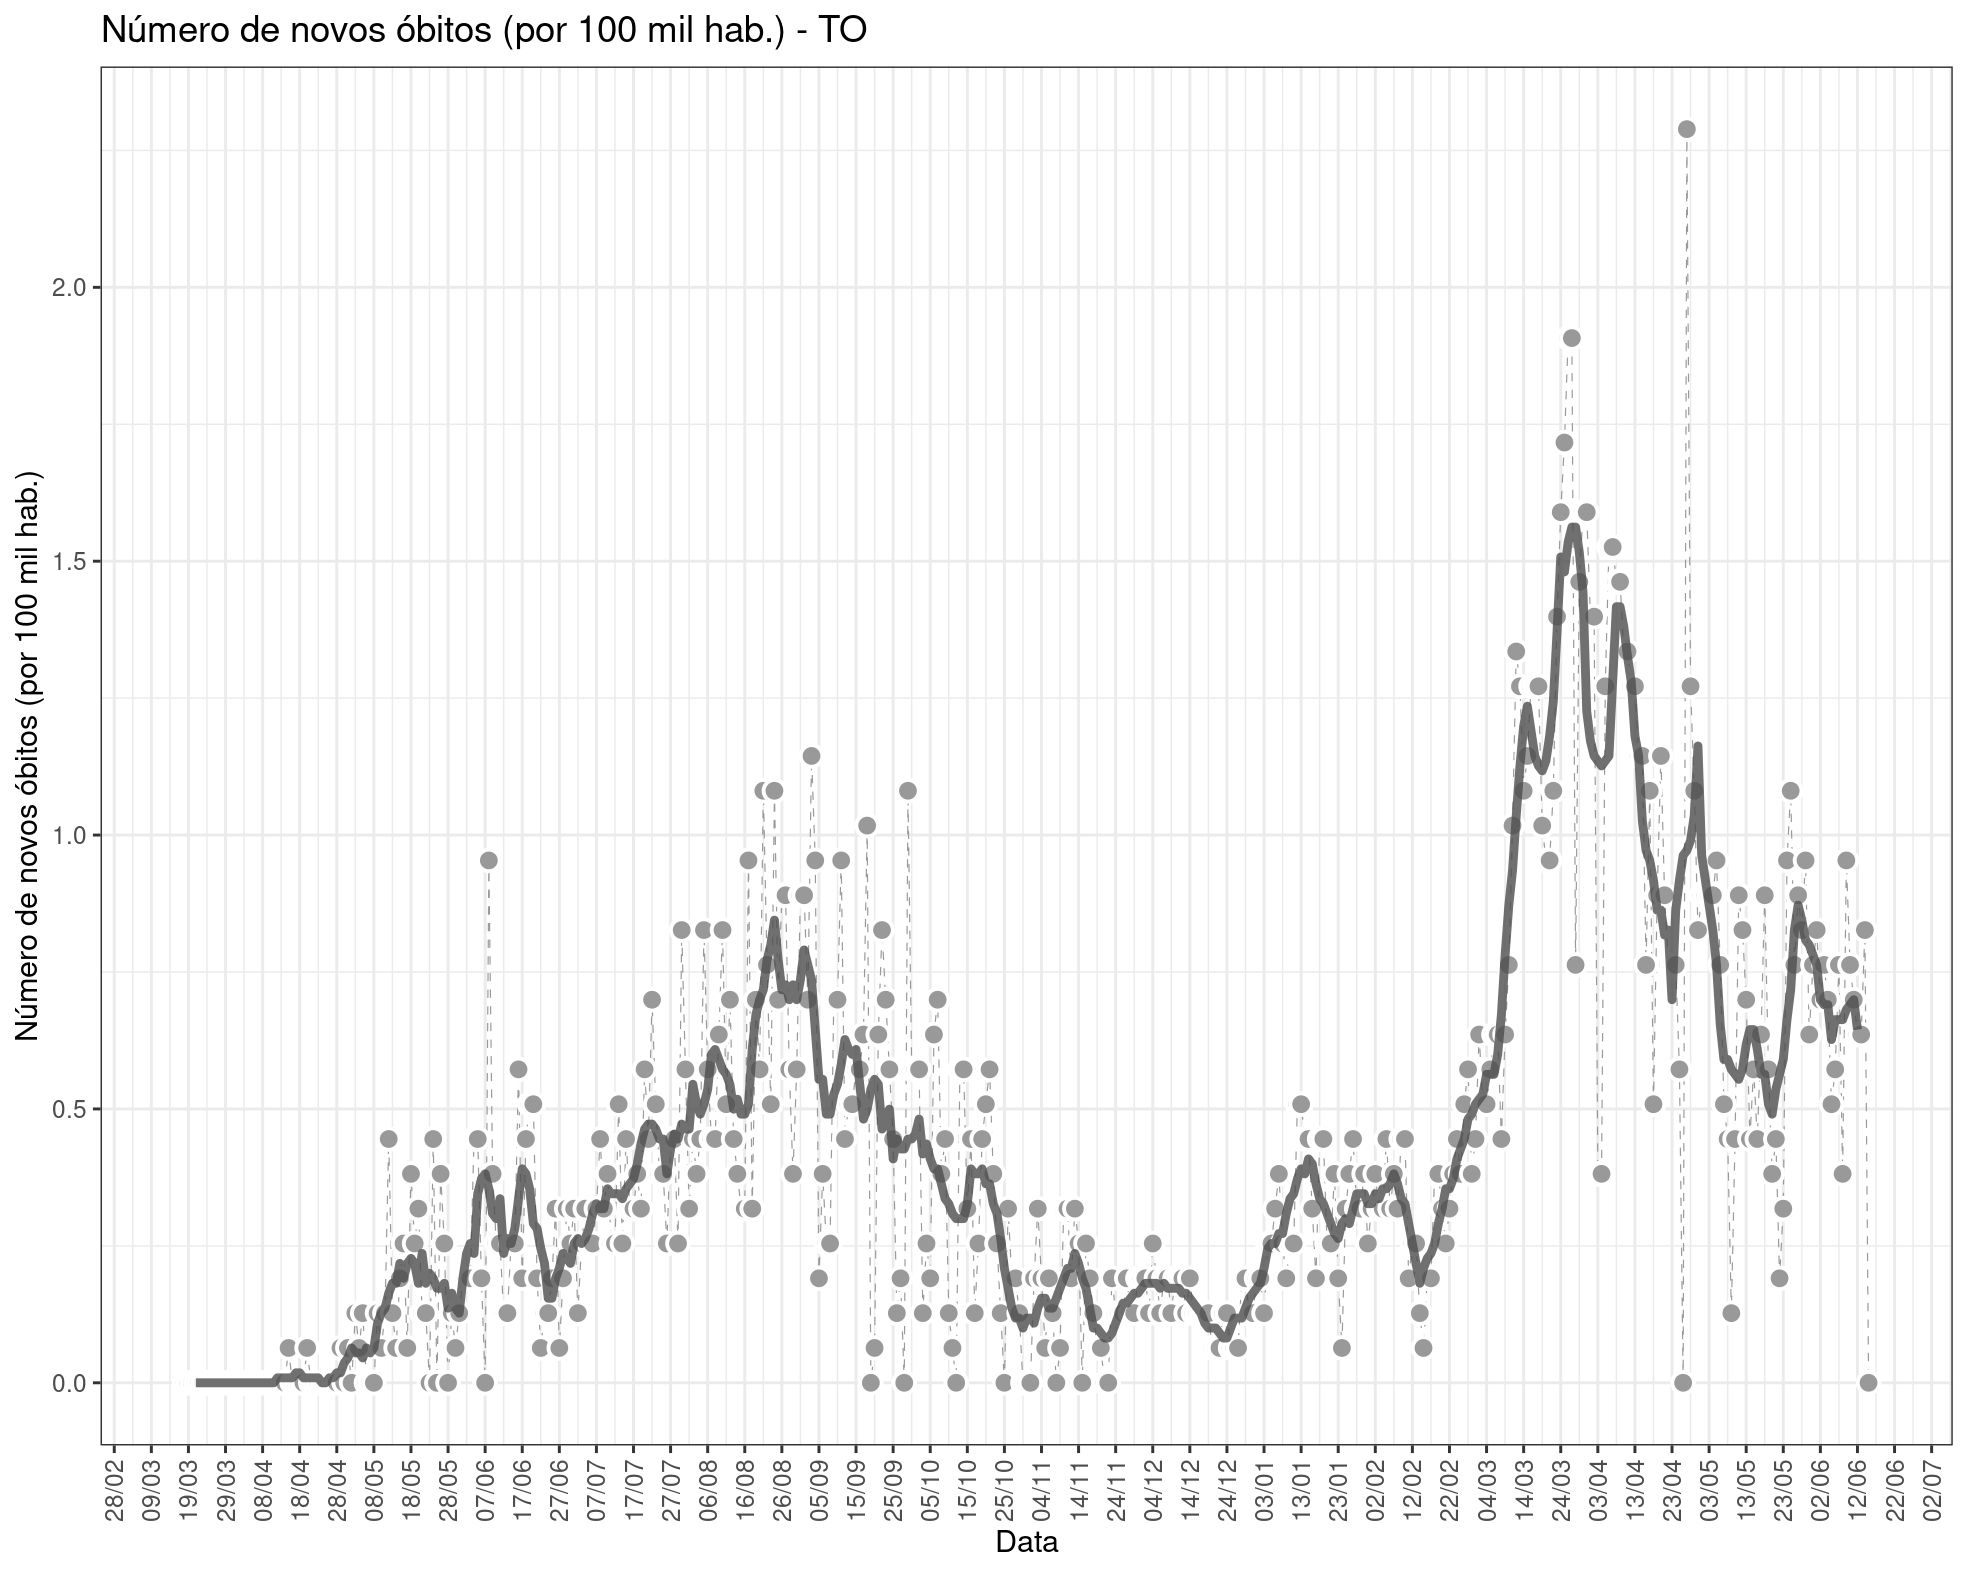 Número de novos óbitos (por 100 mil hab.) - TO
Número de novos óbitos (por 100 mil hab.)
2.0
1.5
1.0
0.5
0.0
28/02 09/03 19/03 29/03 08/04 18/04 28/04 08/05 18/05 28/05 07/06 17/06 27/06 07/07 17/07 27/07 06/08 16/08 26/08 05/09 15/09 25/09 05/10 15/10 25/10 04/11 14/11 24/11 04/12 14/12 24/12 03/01 13/01 23/01 02/02 12/02 22/02 04/03 14/03 24/03 03/04 13/04 23/04 03/05 13/05 23/05 02/06 12/06 22/06 02/07
Data